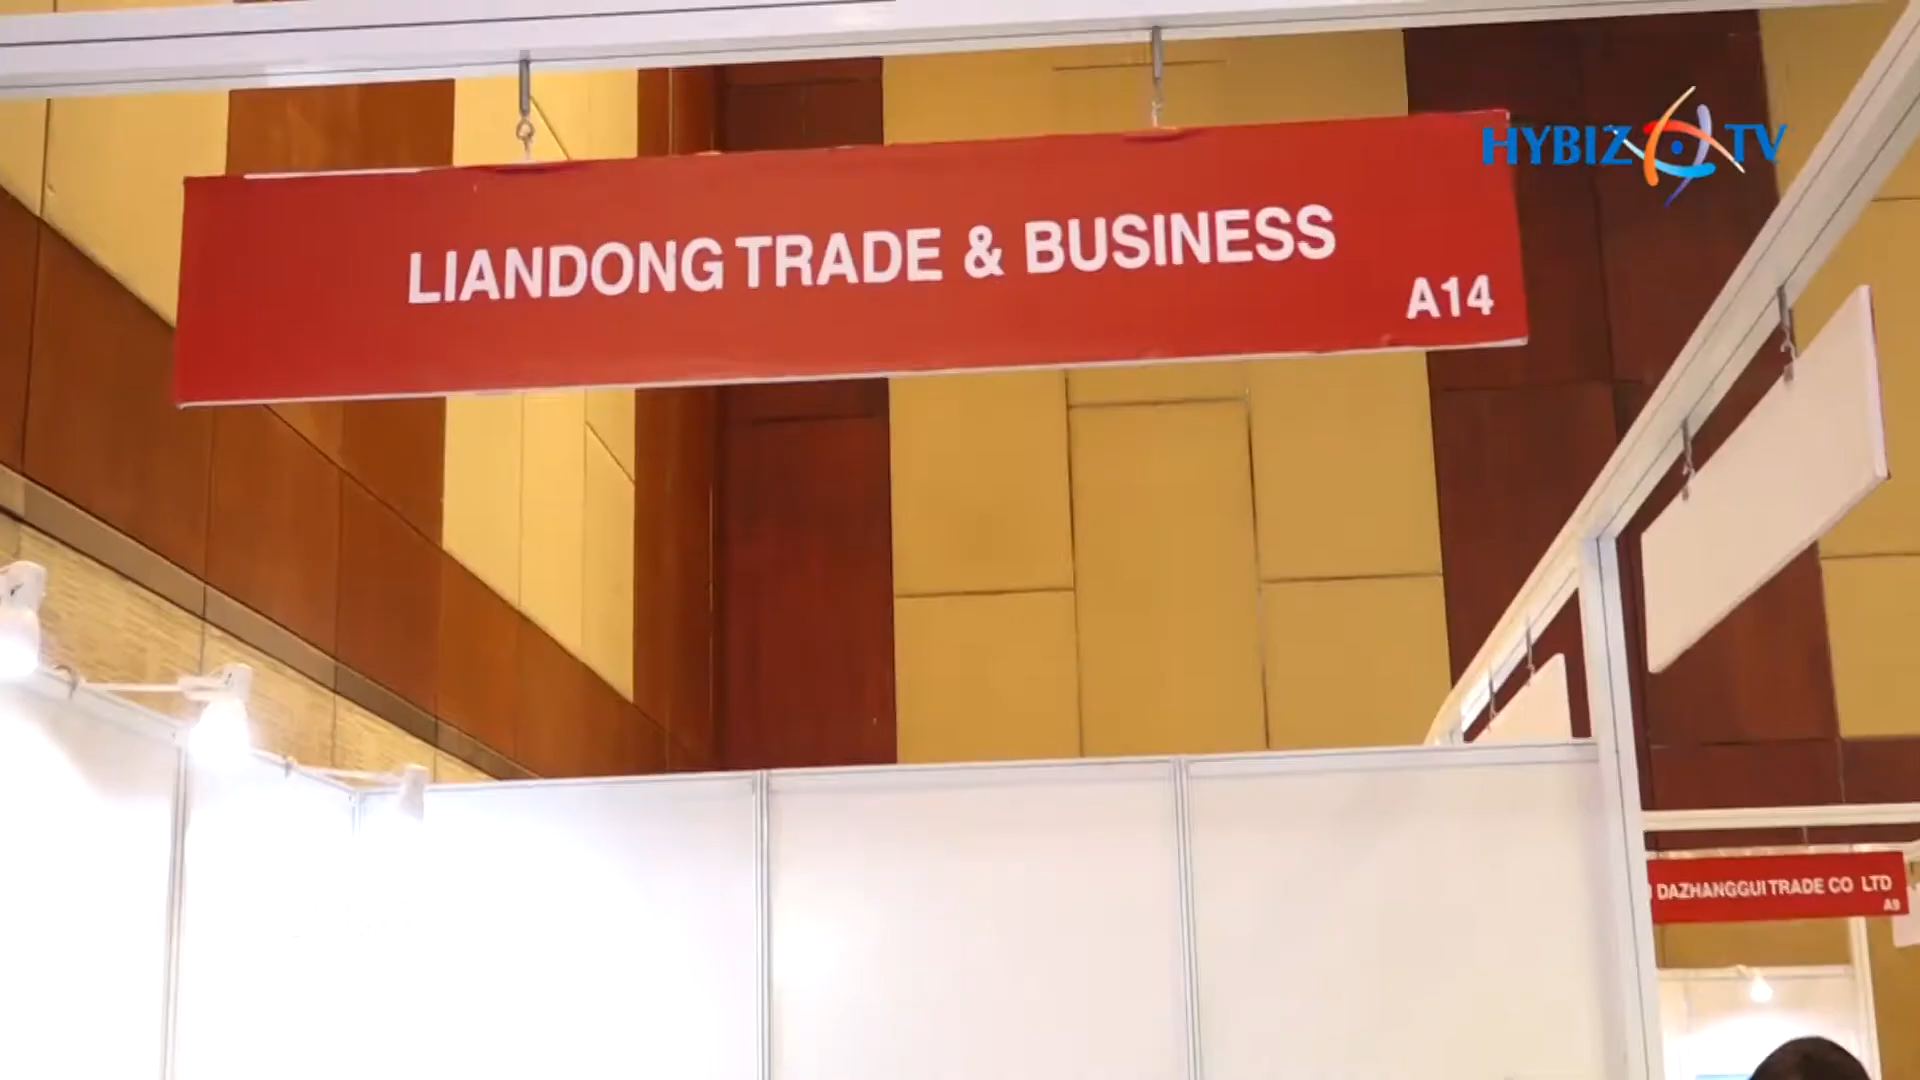 HYBIZ TV
LIANDONG TRADE & BUSINESS
A14
DAZHANGGUI TRADE CO LTD
A9